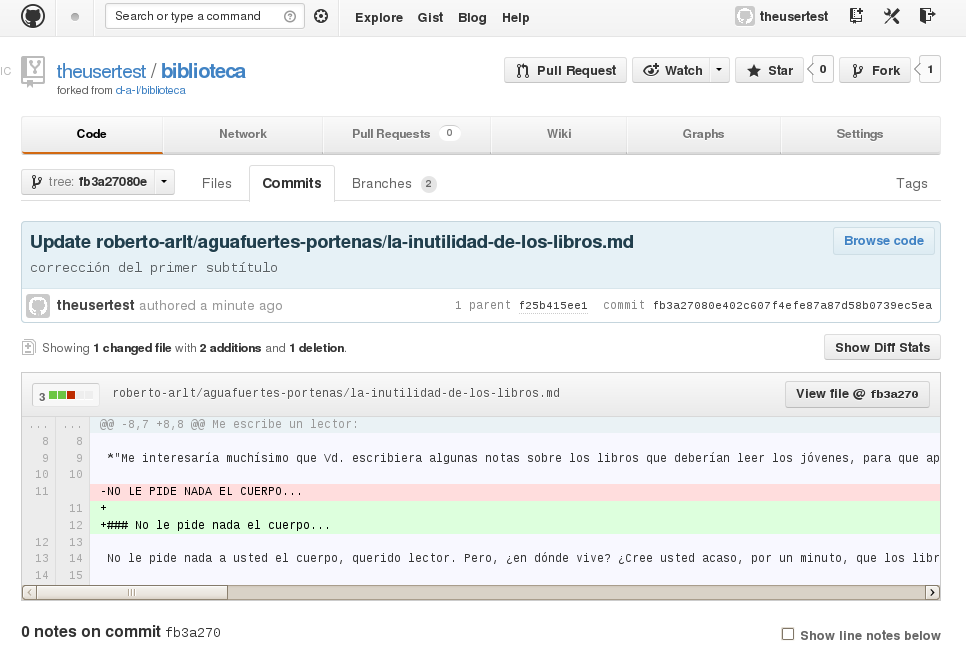 Search or type a command
Explore Gist Blog Help
theusertest
IC
theusertest / biblioteca
forked from d-a-l/biblioteca
Pull Request Watch Star 0 Fork 1
Code Network Pull Requests 0 Wiki Graphs Settings
tree: fb3a27080e Files Commits Branches 2 Tags
Update roberto-arlt/aguafuertes-portenas/la-inutilidad-de-los-libros.md
Browse code
corrección del primer subtítulo
theusertest authored a minute ago 1 parent f25b415ee1 commit fb3a27080e402c607f4efe87a87d58b0739ec5ea
Showing 1 changed file with 2 additions and 1 deletion.
Show Diff Stats
3 roberto-arlt/aguafuertes-portenas/la-inutilidad-de-los-libros.md View file @ fb3a270
... ... @@ -8,7 +8,8 @@ Me escribe un lector:
8 8
9 9 *"Me interesaría muchísimo que Vd. escribiera algunas notas sobre los libros que deberían leer los jóvenes, para que ap
10 10
11 -NO LE PIDE NADA EL CUERPO...
11 +
12 +### No le pide nada el cuerpo...
12 13
13 14 No le pide nada a usted el cuerpo, querido lector. Pero, ¿en dónde vive? ¿Cree usted acaso, por un minuto, que los libr
14 15
0 notes on commit fb3a270
Show line notes below